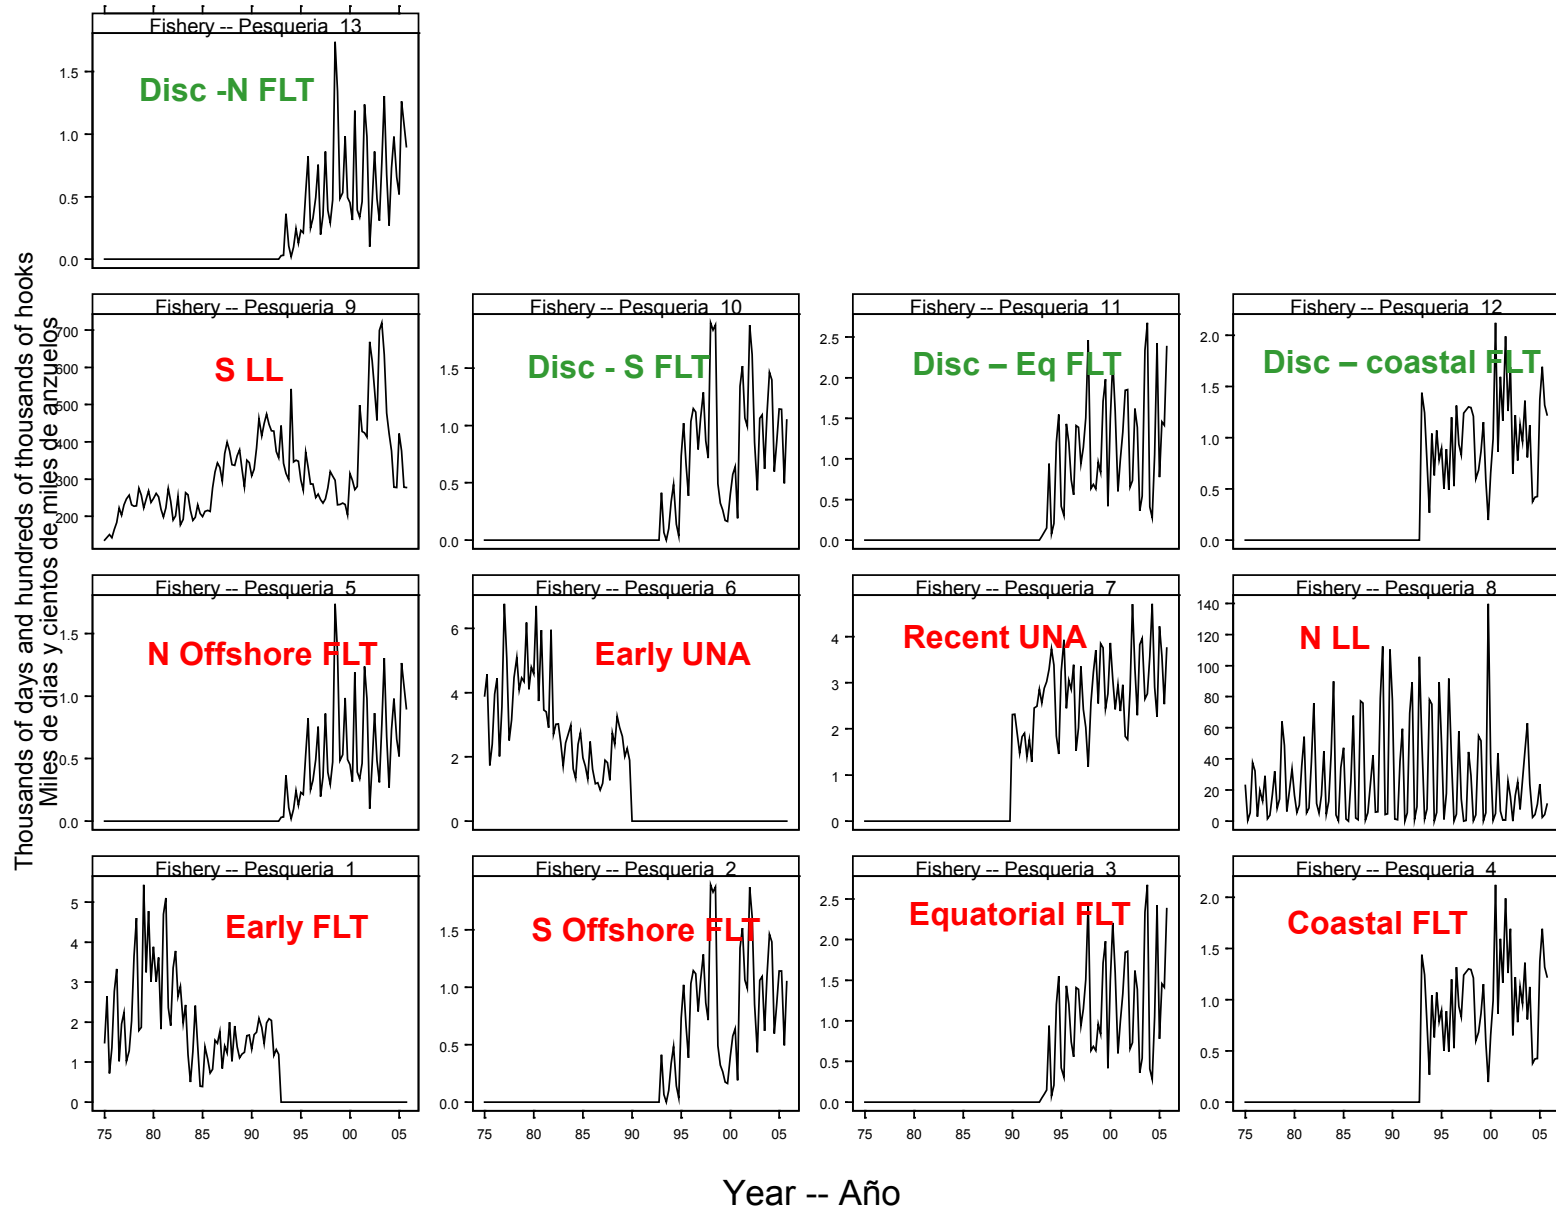 Fishery -- Pesqueria 13
Disc -N FLT
1.5
1.0
0.5
0.0
Thousands of days and hundreds of thousands of hooks
Miles de dias y cientos de miles de anzuelos
Fishery -- Pesqueria 9
S LL
700
600
500
400
300
200
Fishery -- Pesqueria 10
Disc - S FLT
1.5
1.0
0.5
0.0
Fishery -- Pesqueria 11
Disc – Eq FLT
2.5
2.0
1.5
1.0
0.5
0.0
Fishery -- Pesqueria 12
Disc – coastal FLT
2.0
1.5
1.0
0.5
0.0
Fishery -- Pesqueria 5
N Offshore FLT
1.5
1.0
0.5
0.0
Fishery -- Pesqueria 6
Early UNA
6
4
2
0
Fishery -- Pesqueria 7
Recent UNA
4
3
2
1
0
Fishery -- Pesqueria 8
N LL
140
120
100
80
60
40
20
0
Fishery -- Pesqueria 1
Early FLT
5
4
3
2
1
0
75 80 85 90 95 00 05
Fishery -- Pesqueria 2
S Offshore FLT
1.5
1.0
0.5
0.0
75 80 85 90 95 00 05
Fishery -- Pesqueria 3
Equatorial FLT
2.5
2.0
1.5
1.0
0.5
0.0
75 80 85 90 95 00 05
Fishery -- Pesqueria 4
Coastal FLT
2.0
1.5
1.0
0.5
0.0
75 80 85 90 95 00 05
Year -- Año